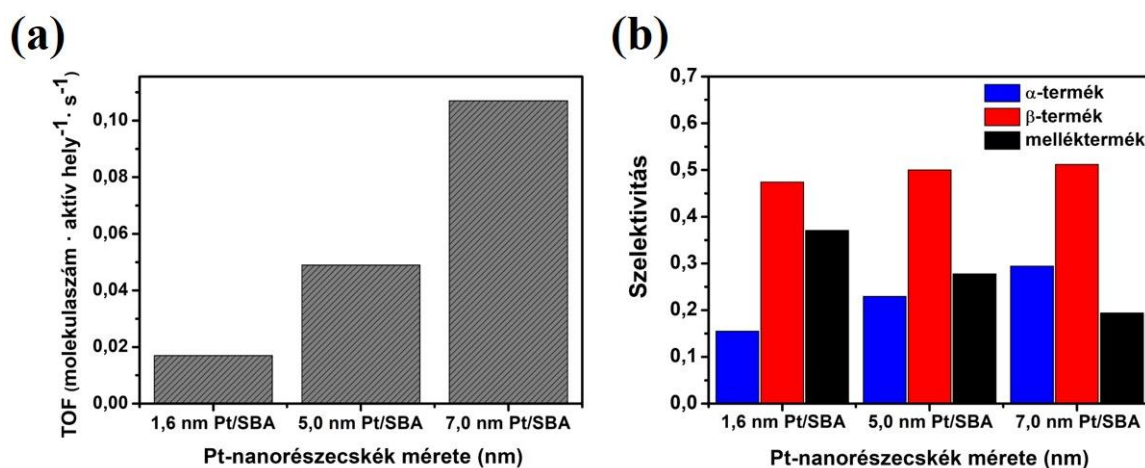 (a)
TOF (molekulaszám · aktív hely⁻¹· s⁻¹)
0,10
0,08
0,06
0,04
0,02
0,00
1,6 nm Pt/SBA
5,0 nm Pt/SBA
7,0 nm Pt/SBA
Pt-nanorészecskék mérete (nm)
(b)
Szelektivitás
0,7
0,6
0,5
0,4
0,3
0,2
0,1
0,0
α-termék
β-termék
melléktermék
1,6 nm Pt/SBA
5,0 nm Pt/SBA
7,0 nm Pt/SBA
Pt-nanorészecskék mérete (nm)